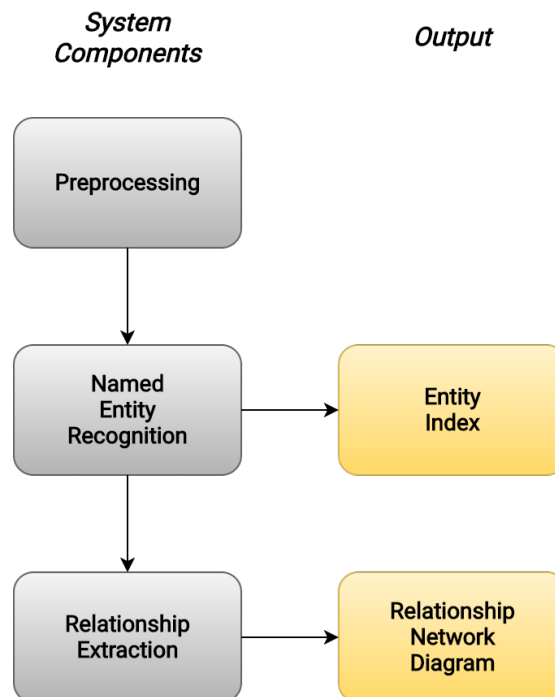 System
Components
Output
Preprocessing
Named
Entity
Recognition
Entity
Index
Relationship
Extraction
Relationship
Network
Diagram